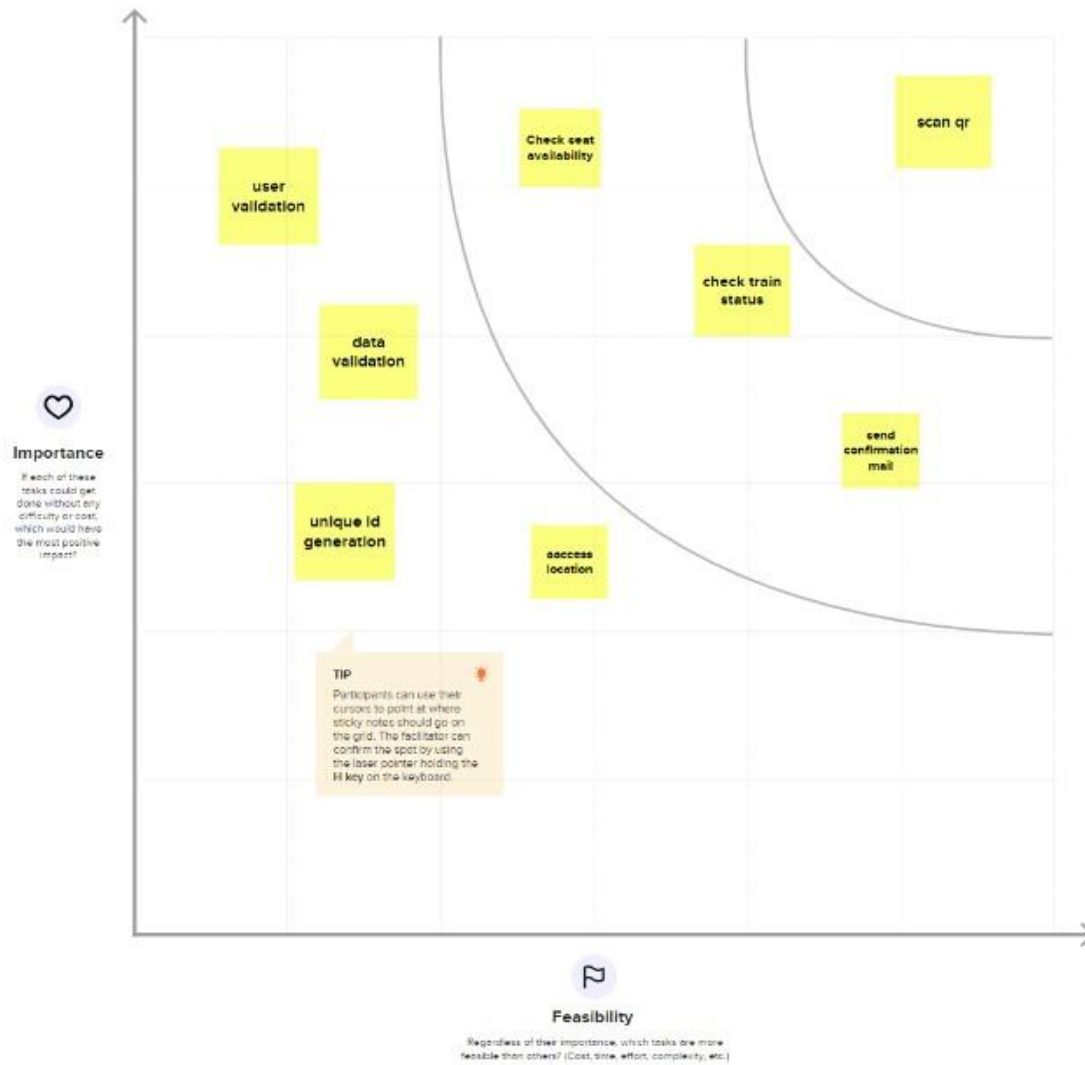 scan qr
Check seat
availability
user
validation
check train
status
data
validation
send
confirmation
mail
unique id
generation
aaccess
location
Importance
If each of these
tasks could get
done without any
difficulty or cost,
which would have
the most positive
impact?
TIP
Participants can use their
cursors to point at where
sticky notes should go on
the grid. The facilitator can
confirm the spot by using
the laser pointer holding the
H key on the keyboard.
Feasibility
Regardless of their importance, which tasks are more
feasible than others? (Cost, time, effort, complexity, etc.)